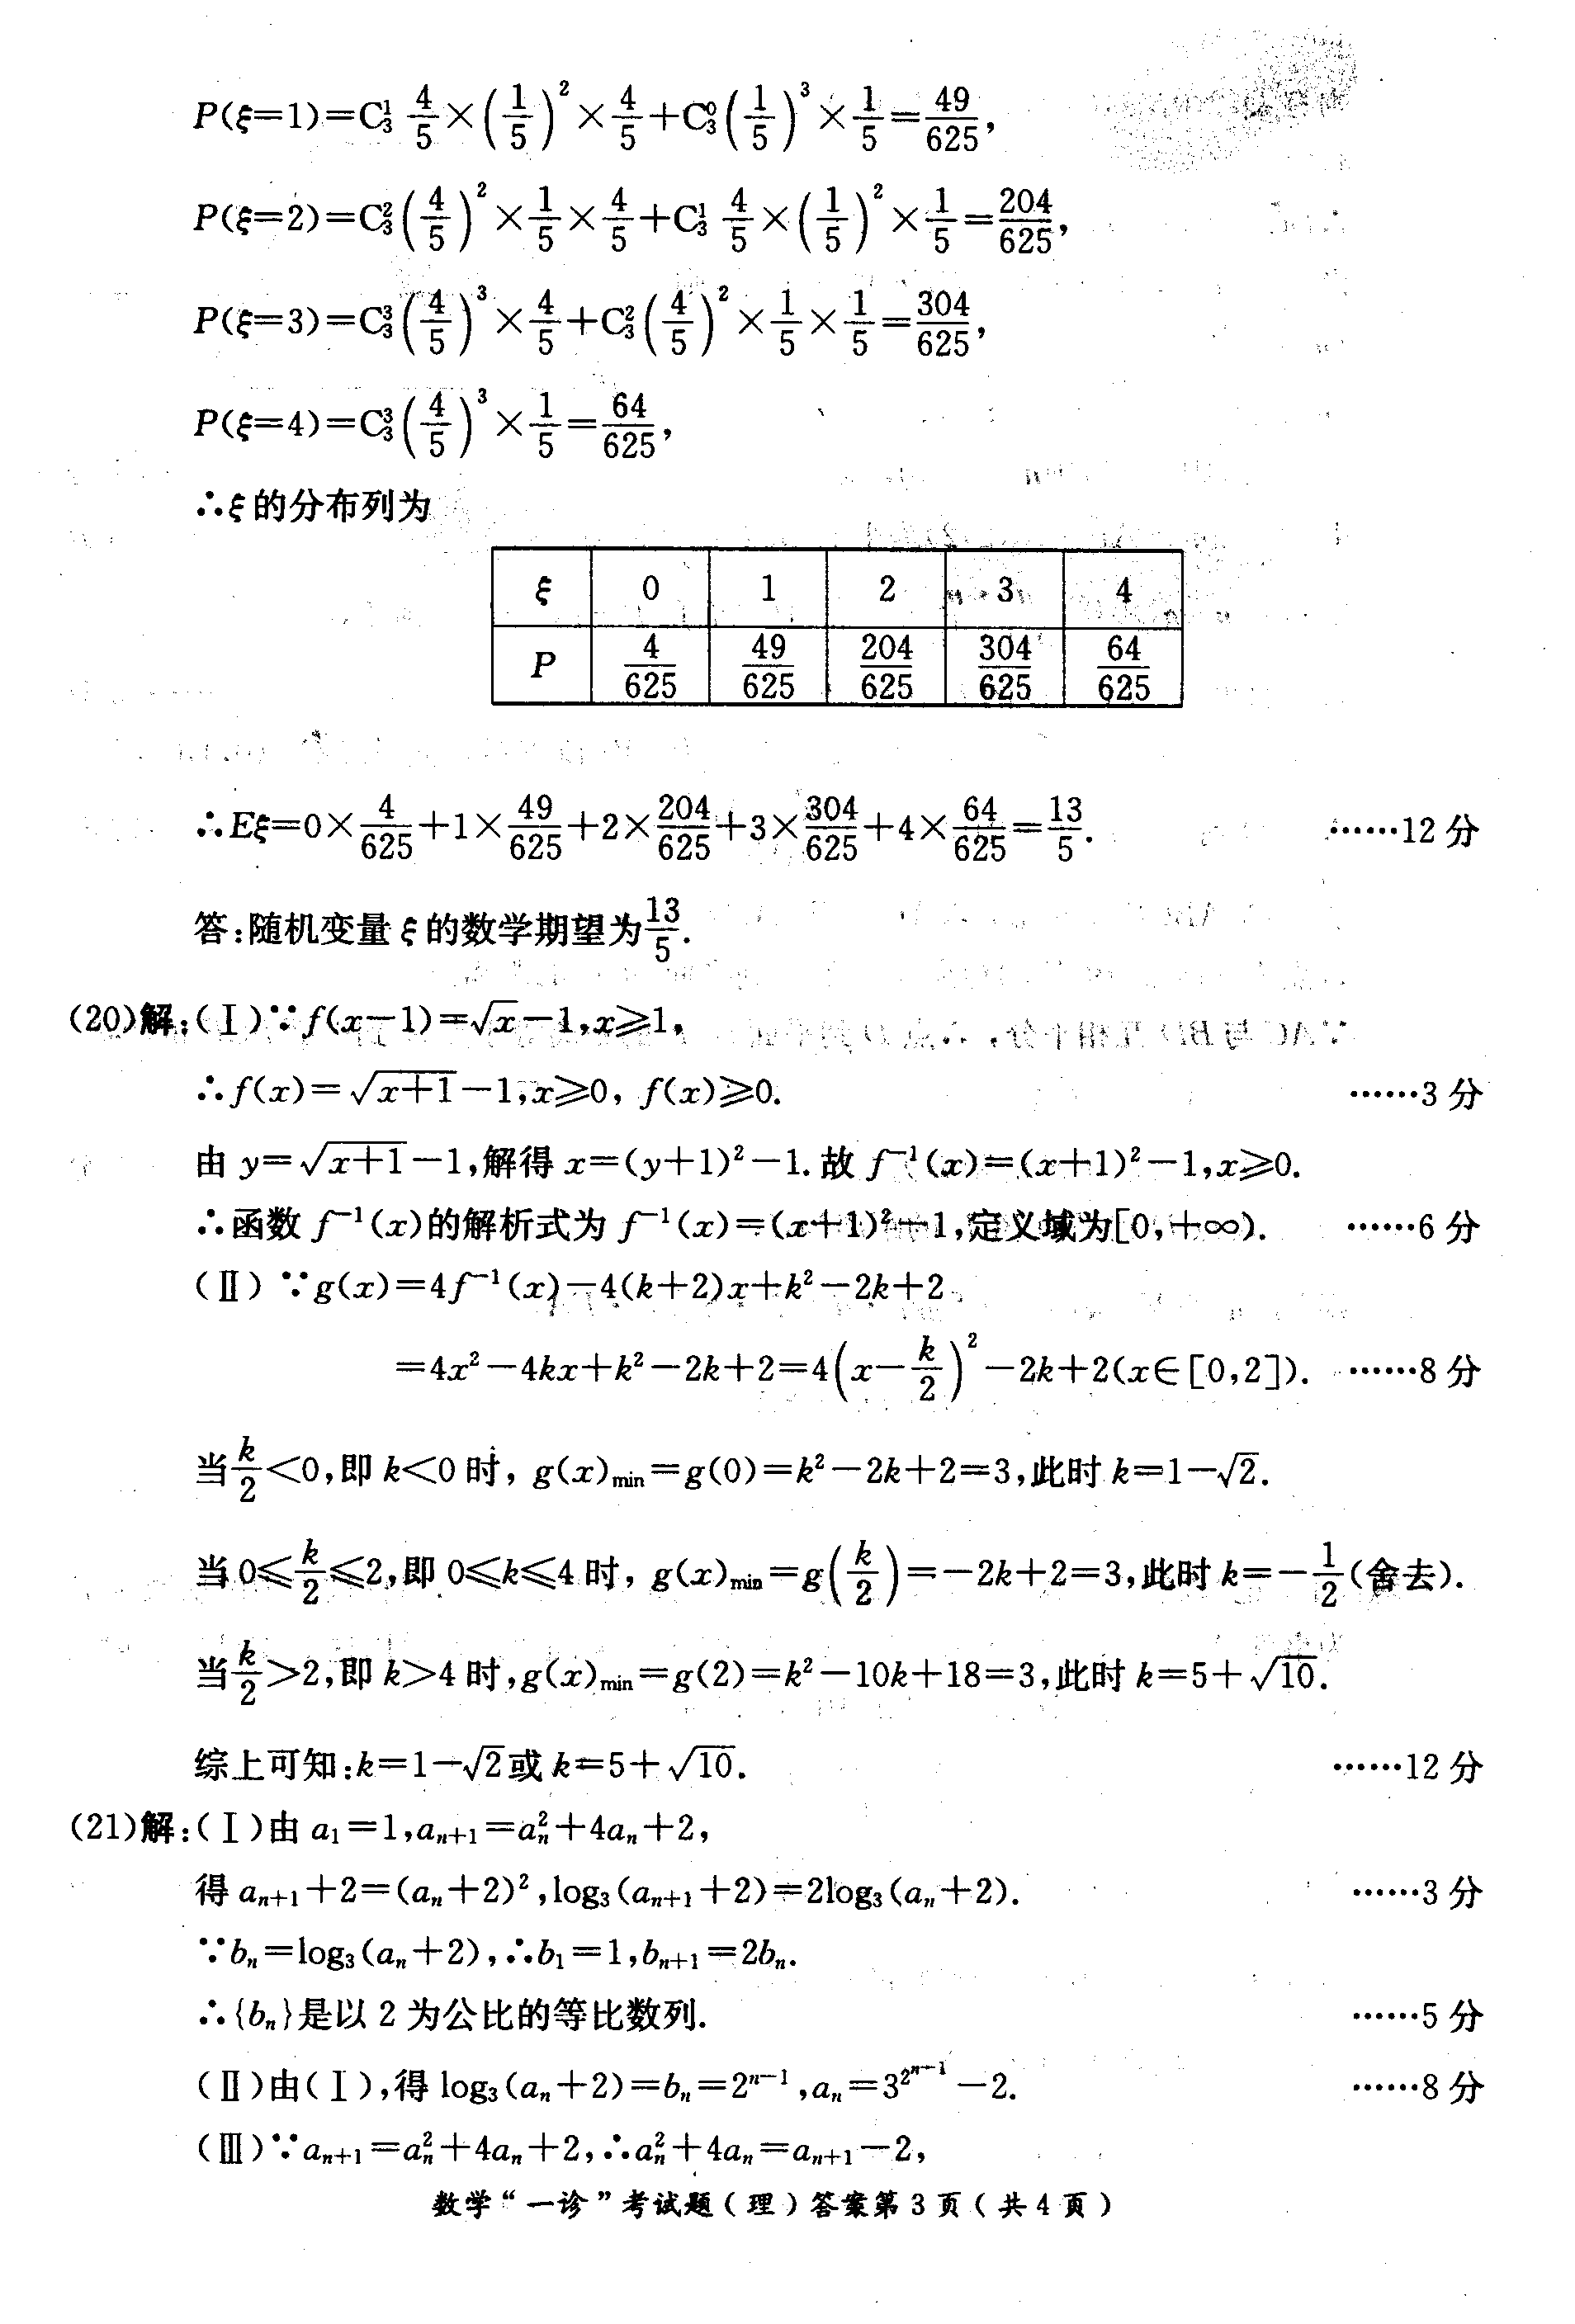 P(ξ=1)=C₃¹ 4/5×(1/5)²×4/5+C₃⁰(1/5)³×1/5=49/625,
P(ξ=2)=C₃²(4/5)²×1/5×4/5+C₃¹ 4/5×(1/5)²×1/5=204/625,
P(ξ=3)=C₃³(4/5)³×4/5+C₃²(4/5)²×1/5×1/5=304/625,
P(ξ=4)=C₃³(4/5)³×1/5=64/625,
∴ξ的分布列为
ξ 0 1 2 3 4
P 4/625 49/625 204/625 304/625 64/625
∴Eξ=0×4/625+1×49/625+2×204/625+3×304/625+4×64/625=13/5. ……12分
答:随机变量ξ的数学期望为13/5.
(20)解:(Ⅰ)∵f(x-1)=√x-1,x≥1,
∴f(x)=√(x+1)-1,x≥0, f(x)≥0. ……3分
由y=√(x+1)-1,解得x=(y+1)²-1.故f⁻¹(x)=(x+1)²-1,x≥0.
∴函数f⁻¹(x)的解析式为f⁻¹(x)=(x+1)²-1,定义域为[0,+∞). ……6分
(Ⅱ)∵g(x)=4f⁻¹(x)-4(k+2)x+k²-2k+2
=4x²-4kx+k²-2k+2=4(x-k/2)²-2k+2(x∈[0,2]). ……8分
当k/2<0,即k<0时, g(x)min=g(0)=k²-2k+2=3,此时k=1-√2.
当0≤k/2≤2,即0≤k≤4时, g(x)min=g(k/2)=-2k+2=3,此时k=-1/2(舍去).
当k/2>2,即k>4时,g(x)min=g(2)=k²-10k+18=3,此时k=5+√10.
综上可知:k=1-√2或k=5+√10. ……12分
(21)解:(Ⅰ)由a₁=1,aₙ₊₁=aₙ²+4aₙ+2,
得aₙ₊₁+2=(aₙ+2)²,log₃(aₙ₊₁+2)=2log₃(aₙ+2). ……3分
∵bₙ=log₃(aₙ+2),∴b₁=1,bₙ₊₁=2bₙ.
∴{bₙ}是以2为公比的等比数列. ……5分
(Ⅱ)由(Ⅰ),得log₃(aₙ+2)=bₙ=2ⁿ⁻¹,aₙ=3^(2ⁿ⁻¹)-2. ……8分
(Ⅲ)∵aₙ₊₁=aₙ²+4aₙ+2,∴aₙ²+4aₙ=aₙ₊₁-2,
数学“一诊”考试题(理)答案第3页(共4页)